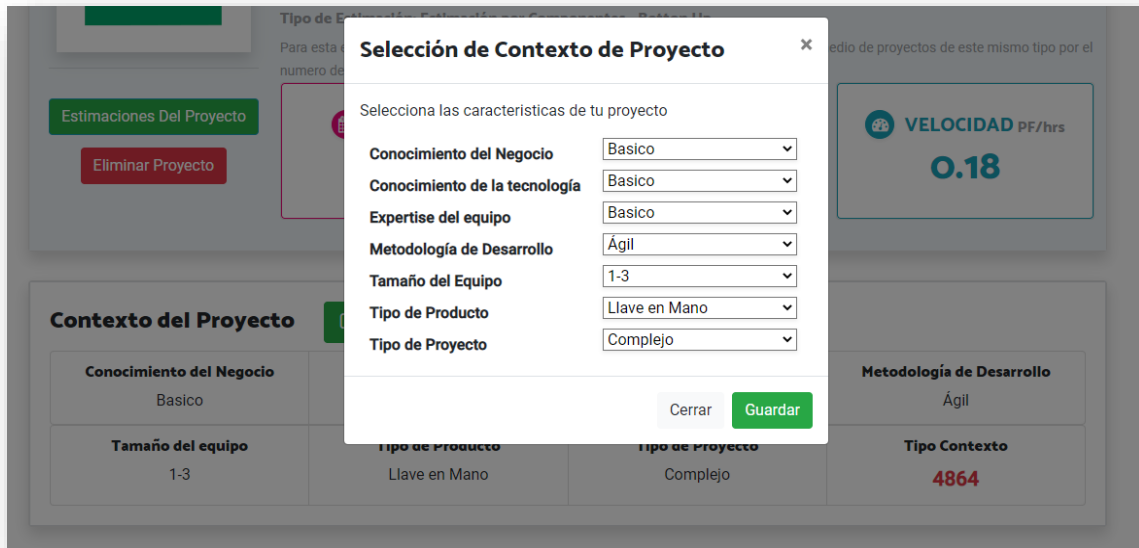 Tipo de Estimación: Estimación por Componentes - Botton Up
Para esta
edio de proyectos de este mismo tipo por el
numero de
Estimaciones Del Proyecto
Eliminar Proyecto
VELOCIDAD PF/hrs
0.18
Selección de Contexto de Proyecto ×
Selecciona las caracteristicas de tu proyecto
Conocimiento del Negocio Basico
Conocimiento de la tecnología Basico
Expertise del equipo Basico
Metodología de Desarrollo Ágil
Tamaño del Equipo 1-3
Tipo de Producto Llave en Mano
Tipo de Proyecto Complejo
Cerrar Guardar
Contexto del Proyecto
Conocimiento del Negocio Metodología de Desarrollo
Basico Ágil
Tamaño del equipo Tipo de Producto Tipo de Proyecto Tipo Contexto
1-3 Llave en Mano Complejo 4864